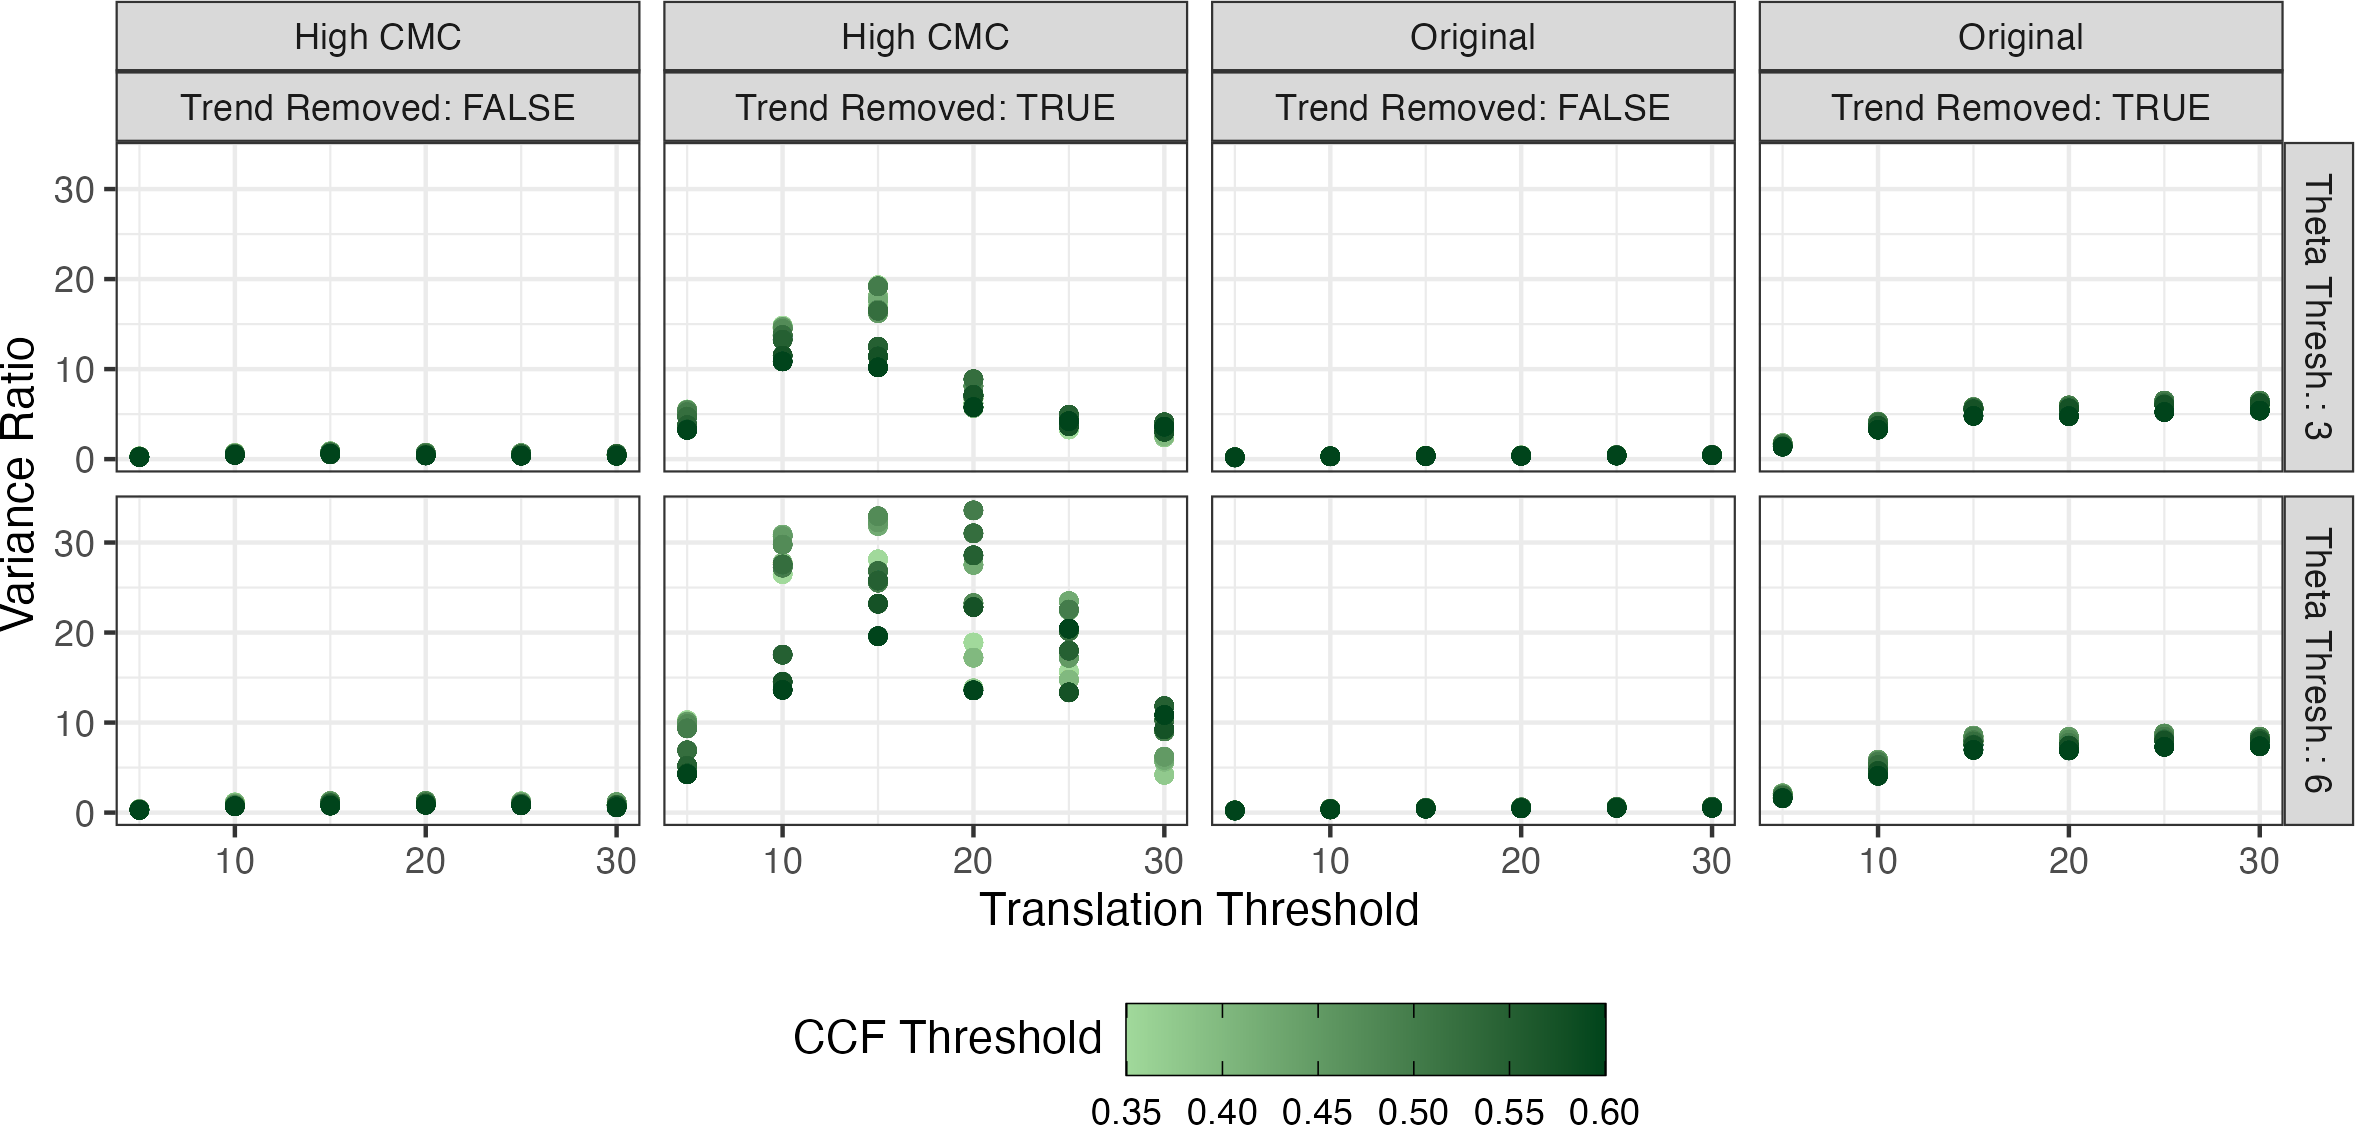 High CMC High CMC Original Original
Trend Removed: FALSE Trend Removed: TRUE Trend Removed: FALSE Trend Removed: TRUE
Variance Ratio
30
20
10
0
Theta Thresh.: 3
30
20
10
0
Theta Thresh.: 6
10 20 30 10 20 30 10 20 30 10 20 30
Translation Threshold
CCF Threshold
0.35 0.40 0.45 0.50 0.55 0.60